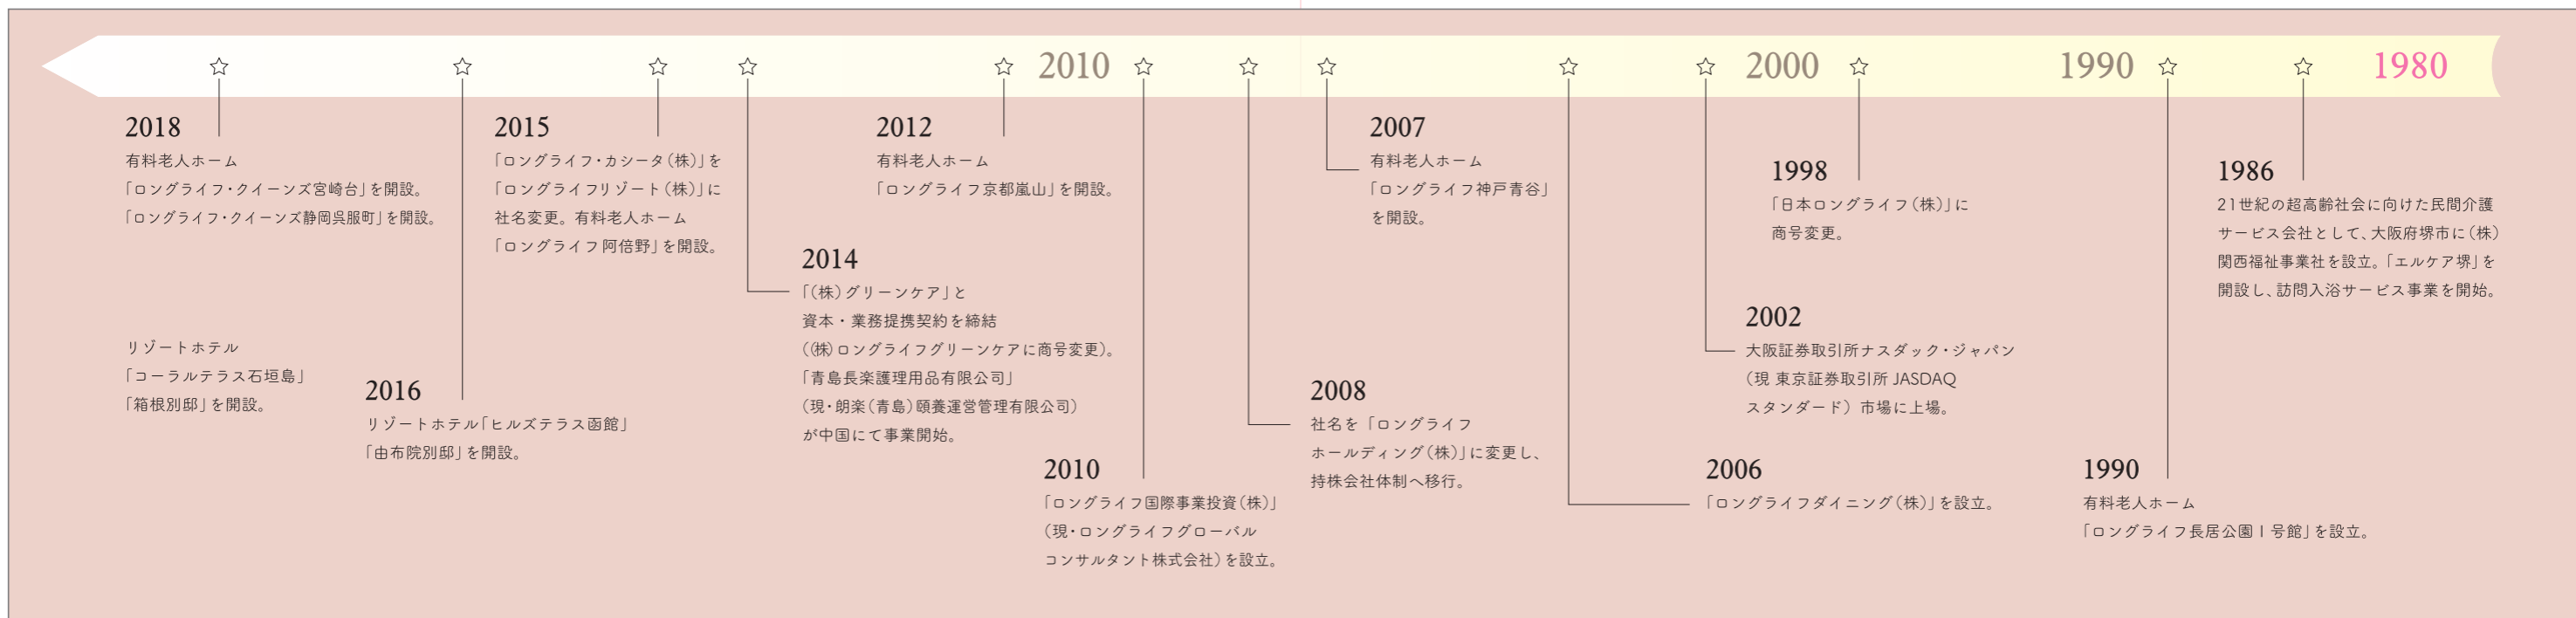 2010
2000
1990
1980
2018
有料老人ホーム
「ロングライフ・クイーンズ宮崎台」を開設。
「ロングライフ・クイーンズ静岡呉服町」を開設。
リゾートホテル
「コーラルテラス石垣島」
「箱根別邸」を開設。
2016
リゾートホテル「ヒルズテラス函館」
「由布院別邸」を開設。
2015
「ロングライフ・カシータ(株)」を
「ロングライフリゾート(株)」に
社名変更。有料老人ホーム
「ロングライフ阿倍野」を開設。
2014
「(株)グリーンケア」と
資本・業務提携契約を締結
((株)ロングライフグリーンケアに商号変更)。
「青島長楽護理用品有限公司」
(現・朗楽(青島)頤養運営管理有限公司)
が中国にて事業開始。
2012
有料老人ホーム
「ロングライフ京都嵐山」を開設。
2010
「ロングライフ国際事業投資(株)」
(現・ロングライフグローバル
コンサルタント株式会社)を設立。
2008
社名を「ロングライフ
ホールディング(株)」に変更し、
持株会社体制へ移行。
2007
有料老人ホーム
「ロングライフ神戸青谷」
を開設。
2006
「ロングライフダイニング(株)」を設立。
2002
大阪証券取引所ナスダック・ジャパン
(現 東京証券取引所 JASDAQ
スタンダード) 市場に上場。
1998
「日本ロングライフ(株)」に
商号変更。
1990
有料老人ホーム
「ロングライフ長居公園Ⅰ号館」を設立。
1986
21世紀の超高齢社会に向けた民間介護
サービス会社として、大阪府堺市に(株)
関西福祉事業社を設立。「エルケア堺」を
開設し、訪問入浴サービス事業を開始。